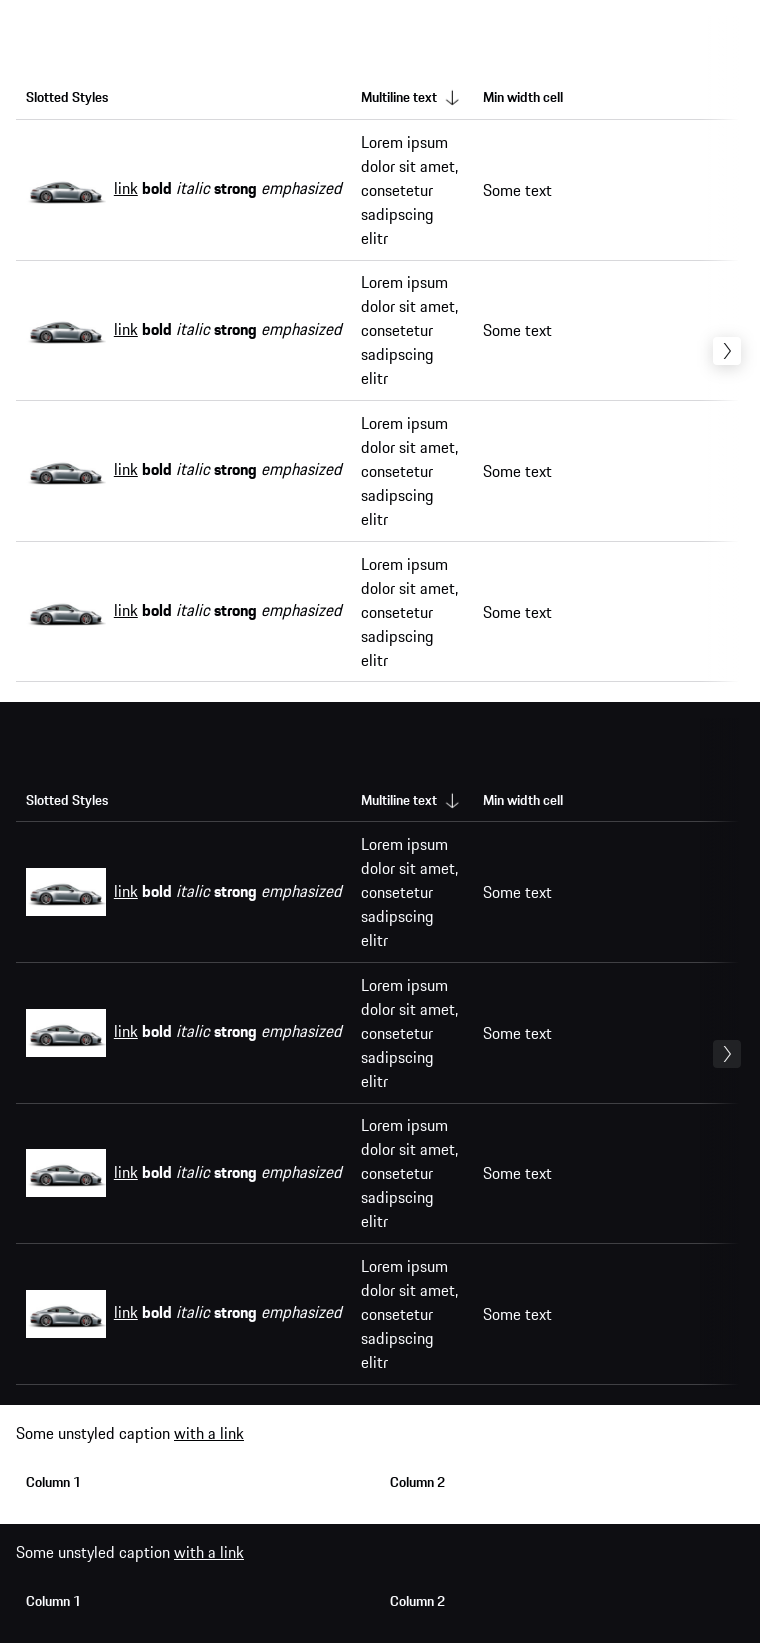 Slotted Styles Multiline text Min width cell
link bold italic strong emphasized
Lorem ipsum
dolor sit amet,
consetetur
sadipscing
elitr
Some text
link bold italic strong emphasized
Lorem ipsum
dolor sit amet,
consetetur
sadipscing
elitr
Some text
link bold italic strong emphasized
Lorem ipsum
dolor sit amet,
consetetur
sadipscing
elitr
Some text
link bold italic strong emphasized
Lorem ipsum
dolor sit amet,
consetetur
sadipscing
elitr
Some text
Slotted Styles Multiline text Min width cell
link bold italic strong emphasized
Lorem ipsum
dolor sit amet,
consetetur
sadipscing
elitr
Some text
link bold italic strong emphasized
Lorem ipsum
dolor sit amet,
consetetur
sadipscing
elitr
Some text
link bold italic strong emphasized
Lorem ipsum
dolor sit amet,
consetetur
sadipscing
elitr
Some text
link bold italic strong emphasized
Lorem ipsum
dolor sit amet,
consetetur
sadipscing
elitr
Some text
Some unstyled caption with a link
Column 1 Column 2
Some unstyled caption with a link
Column 1 Column 2